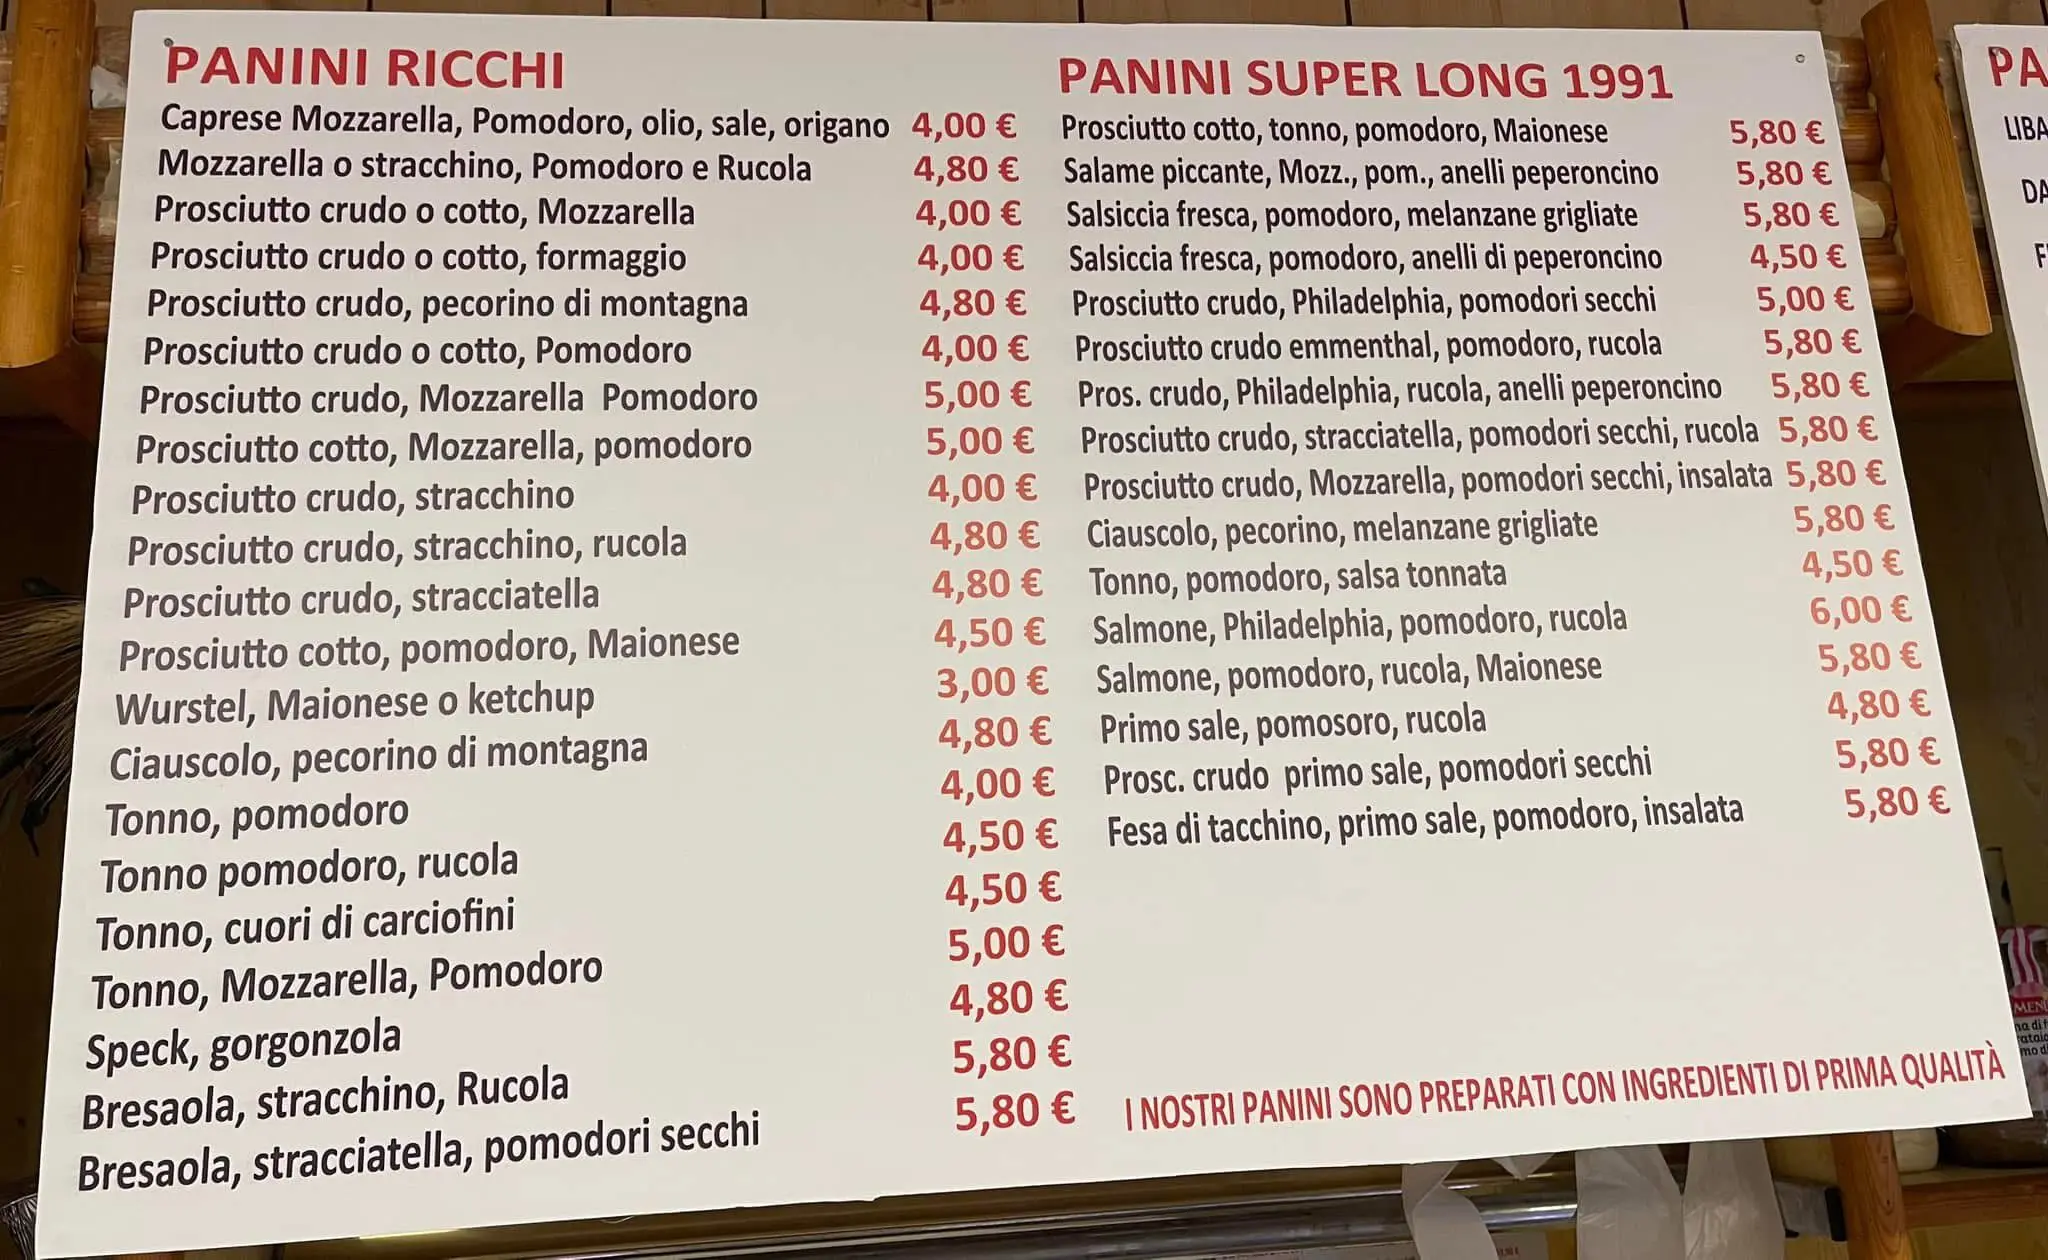 PANINI RICCHI
Caprese Mozzarella, Pomodoro, olio, sale, origano 4,00 €
Mozzarella o stracchino, Pomodoro e Rucola 4,80 €
Prosciutto crudo o cotto, Mozzarella 4,00 €
Prosciutto crudo o cotto, formaggio 4,00 €
Prosciutto crudo, pecorino di montagna 4,80 €
Prosciutto crudo o cotto, Pomodoro 4,00 €
Prosciutto crudo, Mozzarella Pomodoro 5,00 €
Prosciutto cotto, Mozzarella, pomodoro 5,00 €
Prosciutto crudo, stracchino 4,00 €
Prosciutto crudo, stracchino, rucola 4,80 €
Prosciutto crudo, stracciatella 4,80 €
Prosciutto cotto, pomodoro, Maionese 4,50 €
Wurstel, Maionese o ketchup 3,00 €
Ciauscolo, pecorino di montagna 4,80 €
Tonno, pomodoro 4,00 €
Tonno pomodoro, rucola 4,50 €
Tonno, cuori di carciofini 4,50 €
Tonno, Mozzarella, Pomodoro 5,00 €
Speck, gorgonzola 4,80 €
Bresaola, stracchino, Rucola 5,80 €
Bresaola, stracciatella, pomodori secchi 5,80 €
PANINI SUPER LONG 1991
Prosciutto cotto, tonno, pomodoro, Maionese 5,80 €
Salame piccante, Mozz., pom., anelli peperoncino 5,80 €
Salsiccia fresca, pomodoro, melanzane grigliate 5,80 €
Salsiccia fresca, pomodoro, anelli di peperoncino 4,50 €
Prosciutto crudo, Philadelphia, pomodori secchi 5,00 €
Prosciutto crudo emmenthal, pomodoro, rucola 5,80 €
Pros. crudo, Philadelphia, rucola, anelli peperoncino 5,80 €
Prosciutto crudo, stracciatella, pomodori secchi, rucola 5,80 €
Prosciutto crudo, Mozzarella, pomodori secchi, insalata 5,80 €
Ciauscolo, pecorino, melanzane grigliate 5,80 €
Tonno, pomodoro, salsa tonnata 4,50 €
Salmone, Philadelphia, pomodoro, rucola 6,00 €
Salmone, pomodoro, rucola, Maionese 5,80 €
Primo sale, pomosoro, rucola 4,80 €
Prosc. crudo primo sale, pomodori secchi 5,80 €
Fesa di tacchino, primo sale, pomodoro, insalata 5,80 €
I NOSTRI PANINI SONO PREPARATI CON INGREDIENTI DI PRIMA QUALITÀ
PA
LIBA
DA